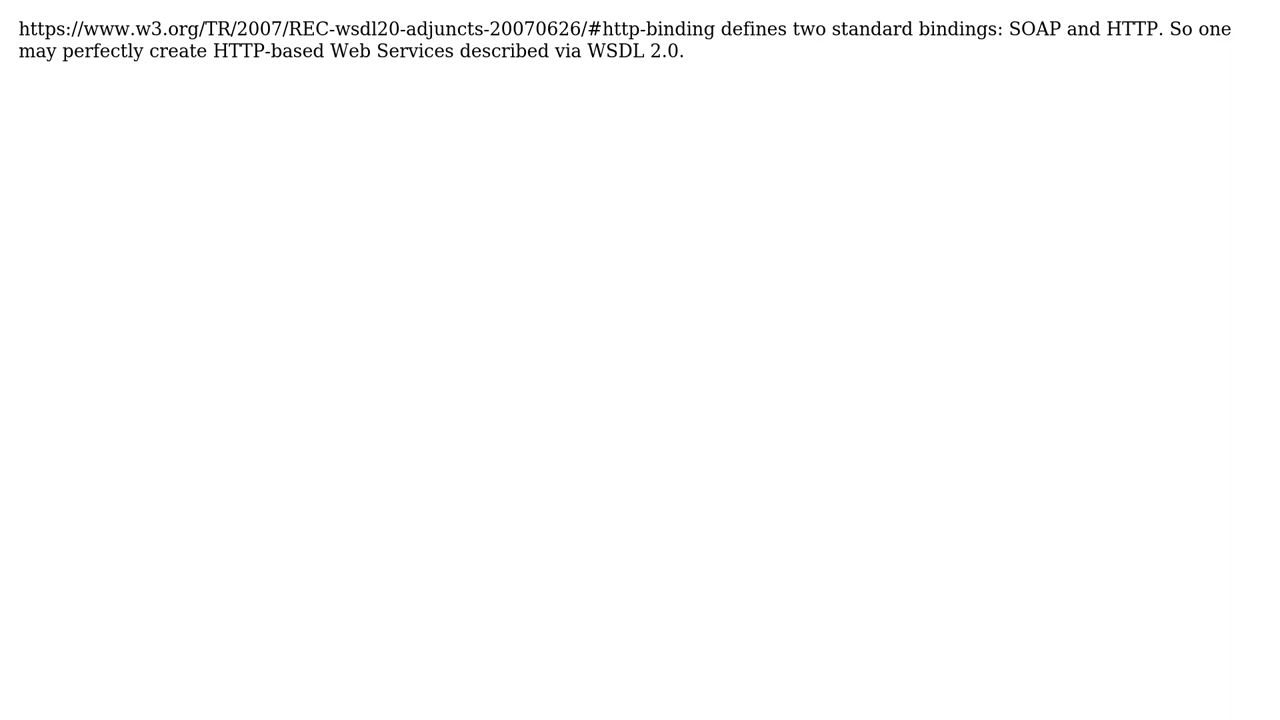 https://www.w3.org/TR/2007/REC-wsdl20-adjuncts-20070626/#http-binding defines two standard bindings: SOAP and HTTP. So one
may perfectly create HTTP-based Web Services described via WSDL 2.0.